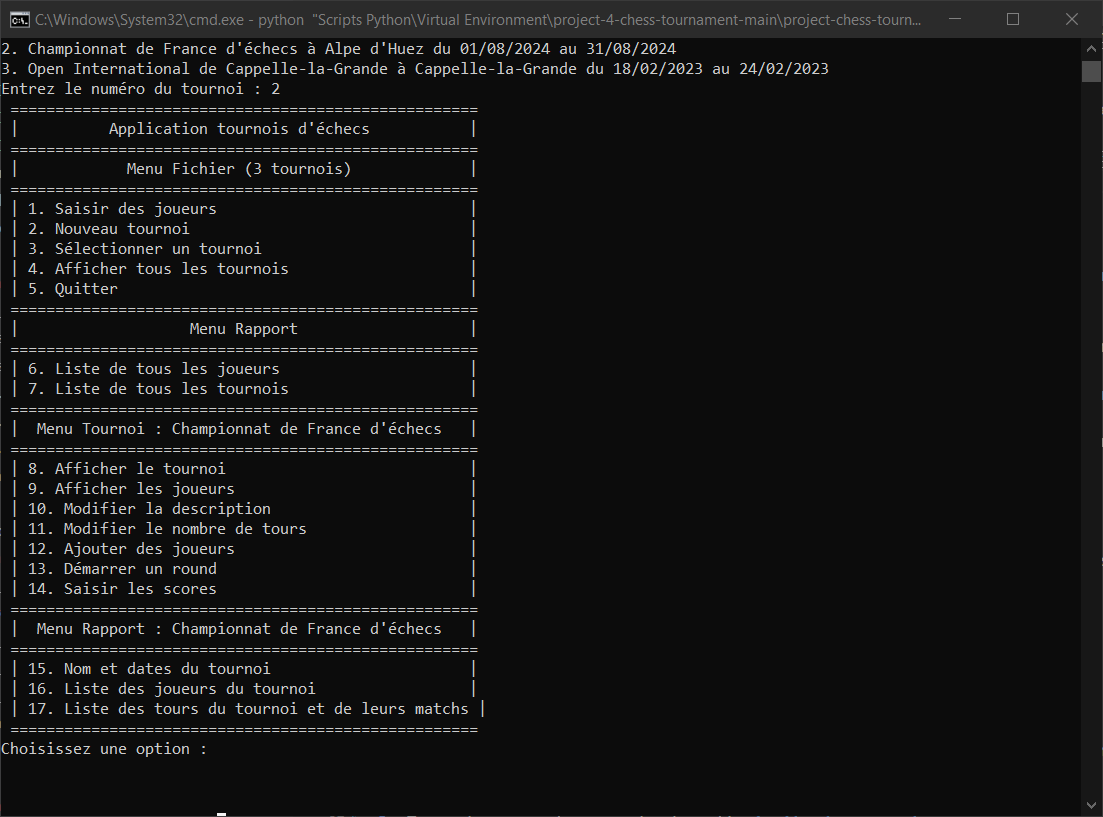 C:\Windows\System32\cmd.exe - python  "Scripts Python\Virtual Environment\project-4-chess-tournament-main\project-chess-tourn...
2. Championnat de France d'échecs à Alpe d'Huez du 01/08/2024 au 31/08/2024
3. Open International de Cappelle-la-Grande à Cappelle-la-Grande du 18/02/2023 au 24/02/2023
Entrez le numéro du tournoi : 2
====================================================
|          Application tournois d'échecs           |
====================================================
|            Menu Fichier (3 tournois)             |
====================================================
| 1. Saisir des joueurs                            |
| 2. Nouveau tournoi                               |
| 3. Sélectionner un tournoi                       |
| 4. Afficher tous les tournois                    |
| 5. Quitter                                       |
====================================================
|                   Menu Rapport                   |
====================================================
| 6. Liste de tous les joueurs                     |
| 7. Liste de tous les tournois                    |
====================================================
|  Menu Tournoi : Championnat de France d'échecs   |
====================================================
| 8. Afficher le tournoi                           |
| 9. Afficher les joueurs                          |
| 10. Modifier la description                      |
| 11. Modifier le nombre de tours                  |
| 12. Ajouter des joueurs                          |
| 13. Démarrer un round                            |
| 14. Saisir les scores                            |
====================================================
|  Menu Rapport : Championnat de France d'échecs   |
====================================================
| 15. Nom et dates du tournoi                      |
| 16. Liste des joueurs du tournoi                 |
| 17. Liste des tours du tournoi et de leurs matchs |
====================================================
Choisissez une option :